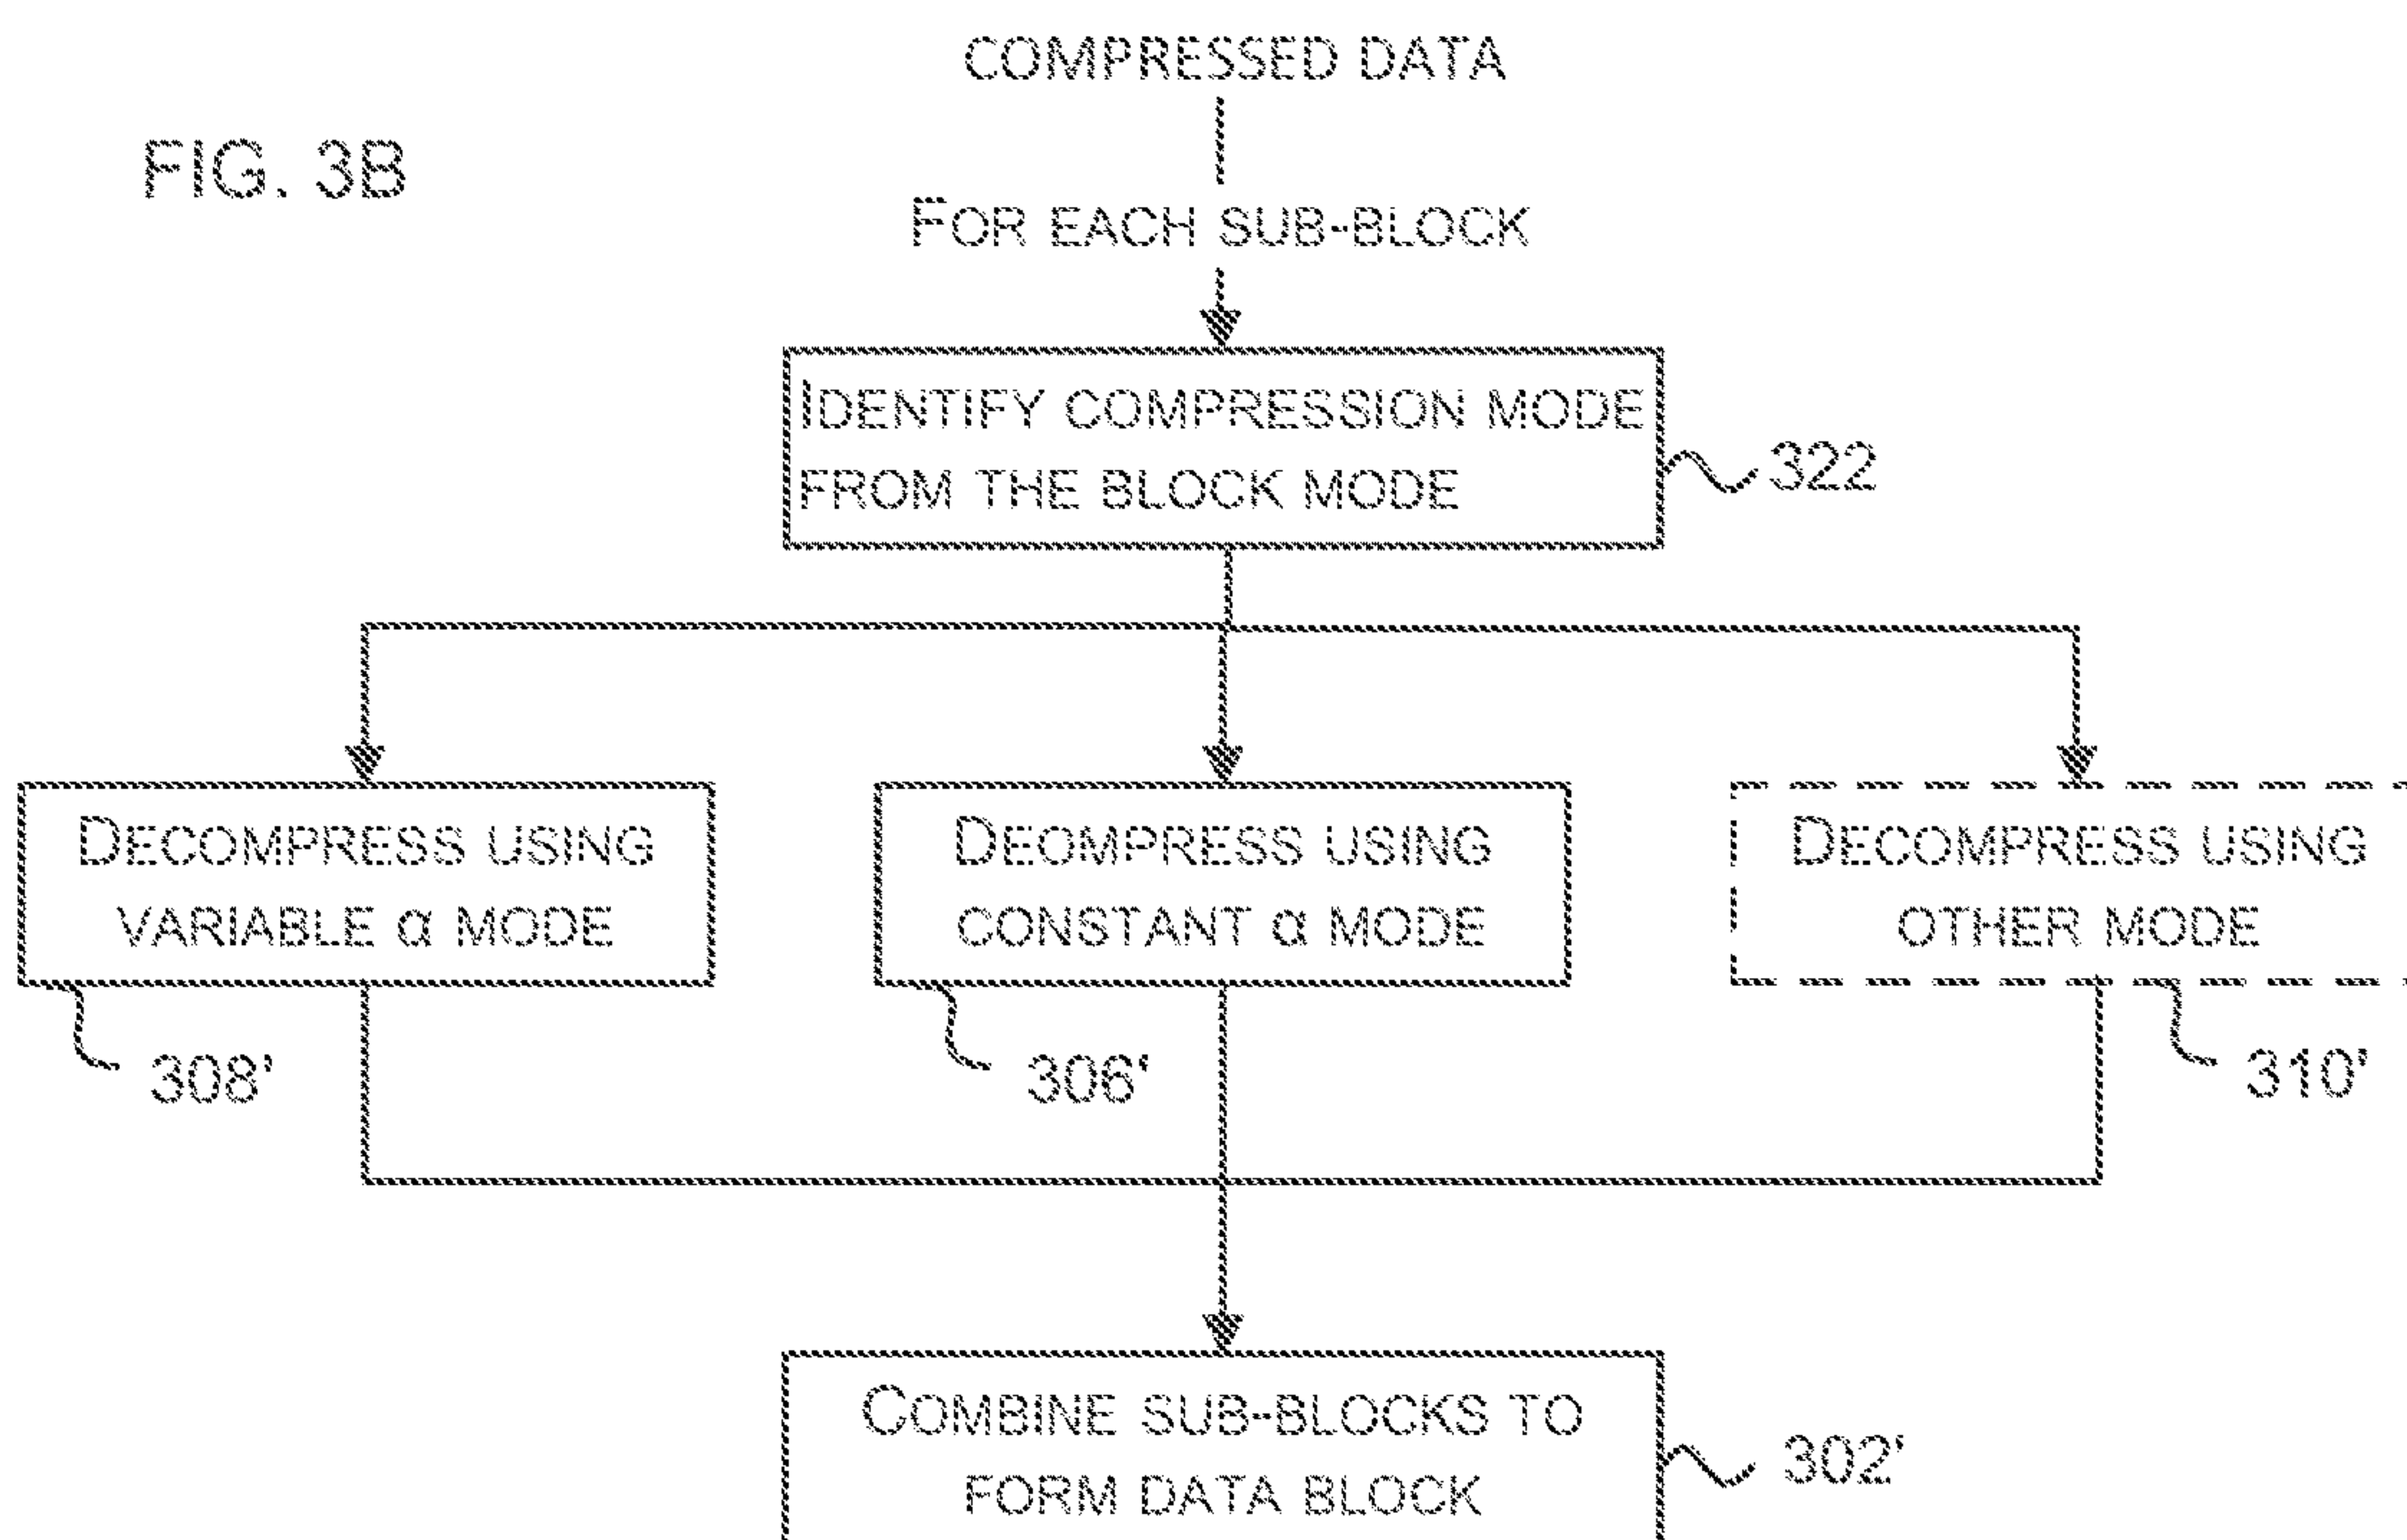 COMPRESSED DATA
FIG. 3B
FOR EACH SUB-BLOCK
IDENTIFY COMPRESSION MODE
FROM THE BLOCK MODE
322
DECOMPRESS USING
VARIABLE α MODE
308'
DEOMPRESS USING
CONSTANT α MODE
306'
DECOMPRESS USING
OTHER MODE
310'
COMBINE SUB-BLOCKS TO
FORM DATA BLOCK
302'